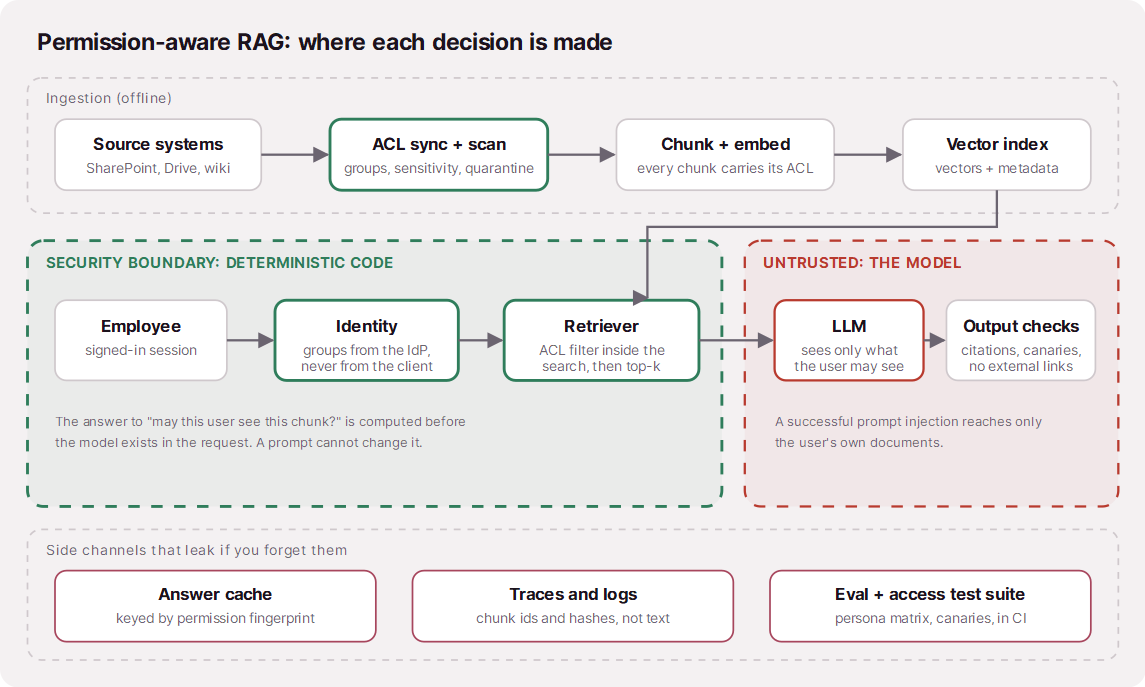 Permission-aware RAG: where each decision is made
Ingestion (offline)
Source systems
SharePoint, Drive, wiki
ACL sync + scan
groups, sensitivity, quarantine
Chunk + embed
every chunk carries its ACL
Vector index
vectors + metadata
SECURITY BOUNDARY: DETERMINISTIC CODE
Employee
signed-in session
Identity
groups from the IdP,
never from the client
Retriever
ACL filter inside the
search, then top-k
The answer to "may this user see this chunk?" is computed before
the model exists in the request. A prompt cannot change it.
UNTRUSTED: THE MODEL
LLM
sees only what
the user may see
Output checks
citations, canaries,
no external links
A successful prompt injection reaches only
the user's own documents.
Side channels that leak if you forget them
Answer cache
keyed by permission fingerprint
Traces and logs
chunk ids and hashes, not text
Eval + access test suite
persona matrix, canaries, in CI